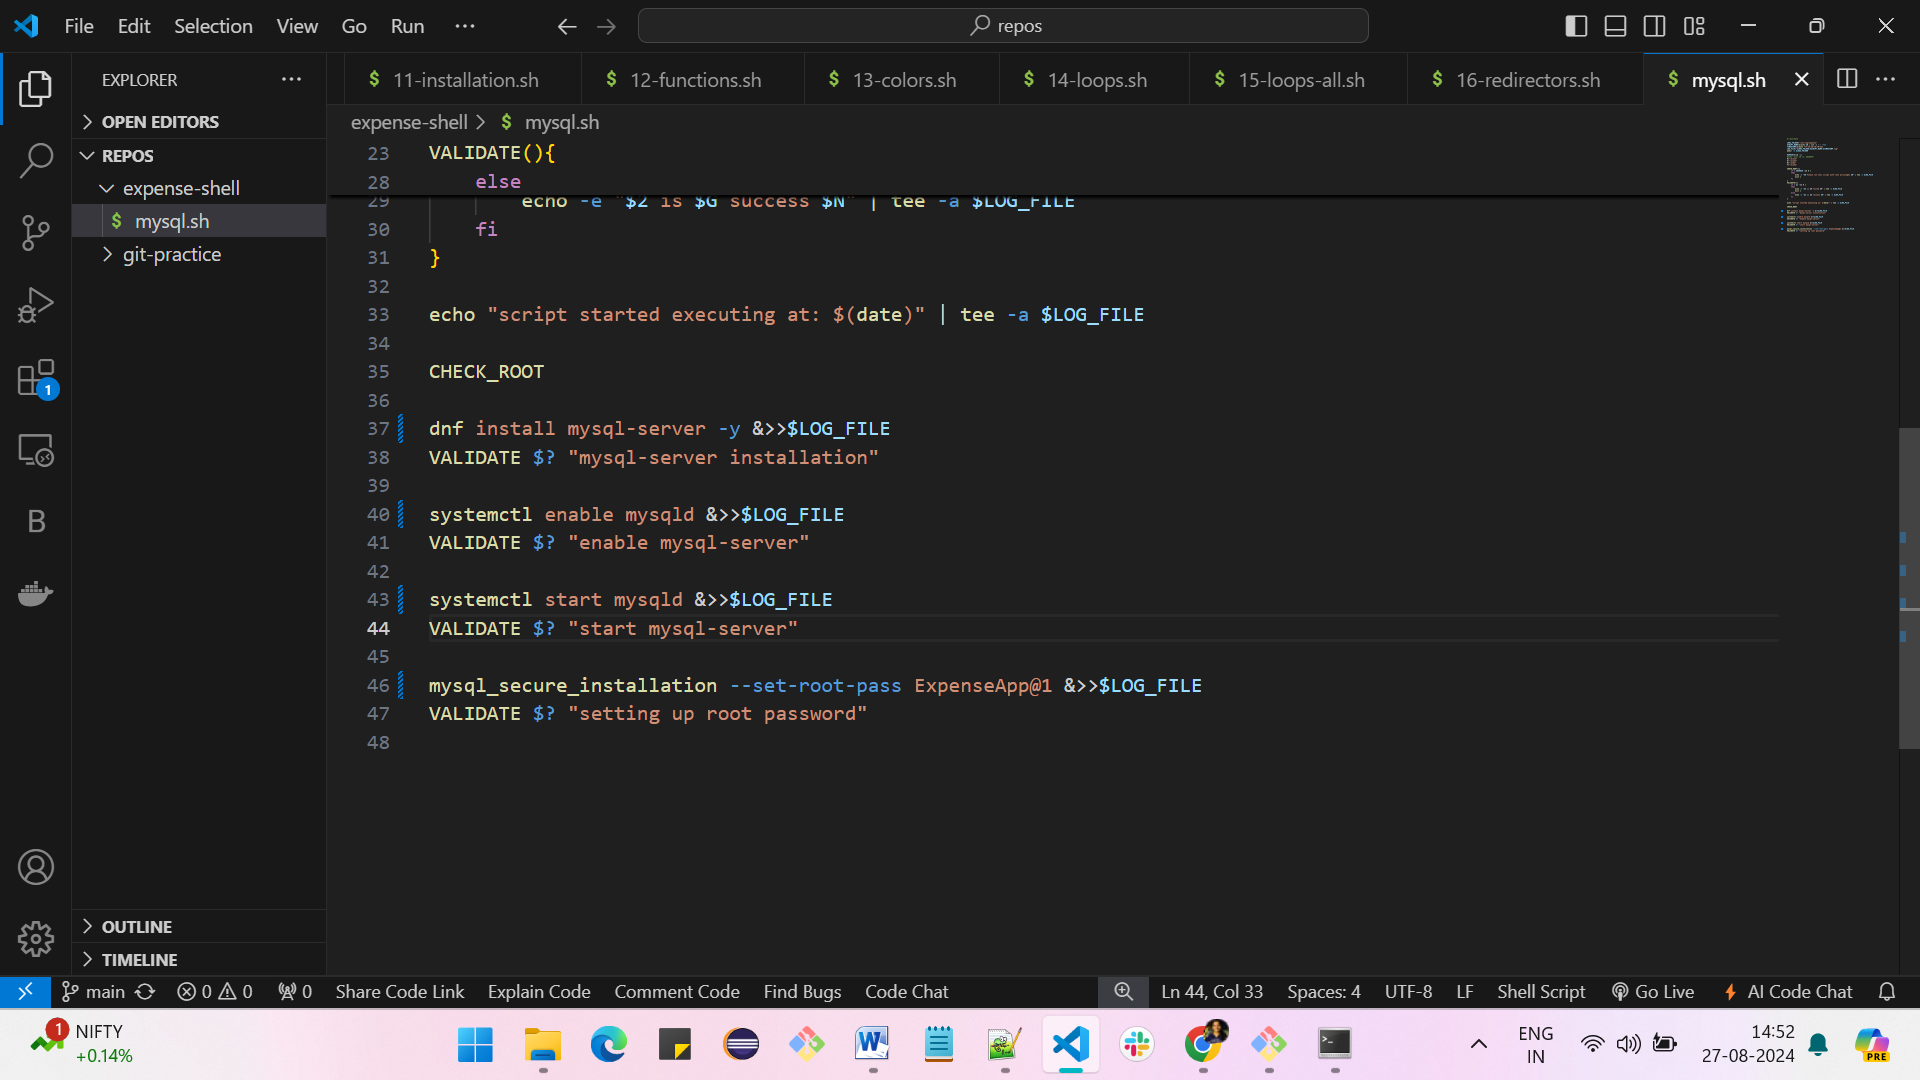 File Edit Selection View Go Run ··· repos
EXPLORER ···
11-installation.sh 12-functions.sh 13-colors.sh 14-loops.sh 15-loops-all.sh 16-redirectors.sh mysql.sh
OPEN EDITORS
REPOS
expense-shell
mysql.sh
git-practice
expense-shell > $ mysql.sh
23 VALIDATE(){
28 else
29 echo -e "$2 is $G success $N" | tee -a $LOG_FILE
30 fi
31 }
32
33 echo "script started executing at: $(date)" | tee -a $LOG_FILE
34
35 CHECK_ROOT
36
37 dnf install mysql-server -y &>>$LOG_FILE
38 VALIDATE $? "mysql-server installation"
39
40 systemctl enable mysqld &>>$LOG_FILE
41 VALIDATE $? "enable mysql-server"
42
43 systemctl start mysqld &>>$LOG_FILE
44 VALIDATE $? "start mysql-server"
45
46 mysql_secure_installation --set-root-pass ExpenseApp@1 &>>$LOG_FILE
47 VALIDATE $? "setting up root password"
48
1
B
OUTLINE
TIMELINE
main 0 0 0 Share Code Link Explain Code Comment Code Find Bugs Code Chat Ln 44, Col 33 Spaces: 4 UTF-8 LF Shell Script Go Live AI Code Chat
1 NIFTY
+0.14%
ENG
IN
14:52
27-08-2024
PRE